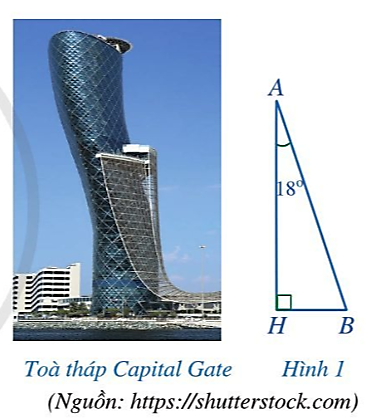 A
18°
H B
Toà tháp Capital Gate Hình 1
(Nguồn: https://shutterstock.com)